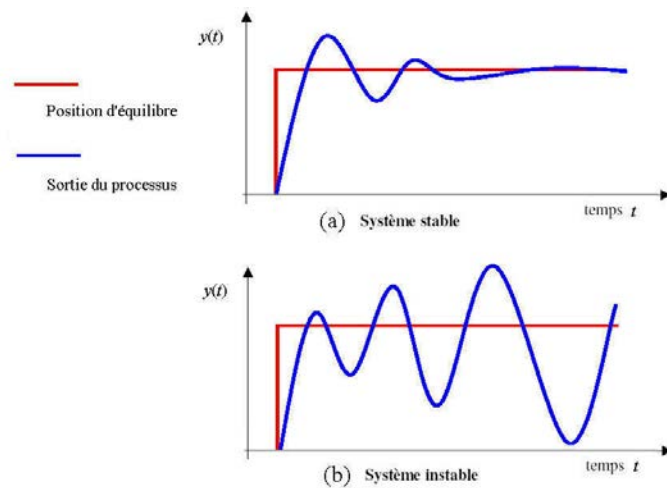 y(t)
Position d'équilibre
Sortie du processus
temps t
(a) Système stable
y(t)
temps t
(b) Système instable